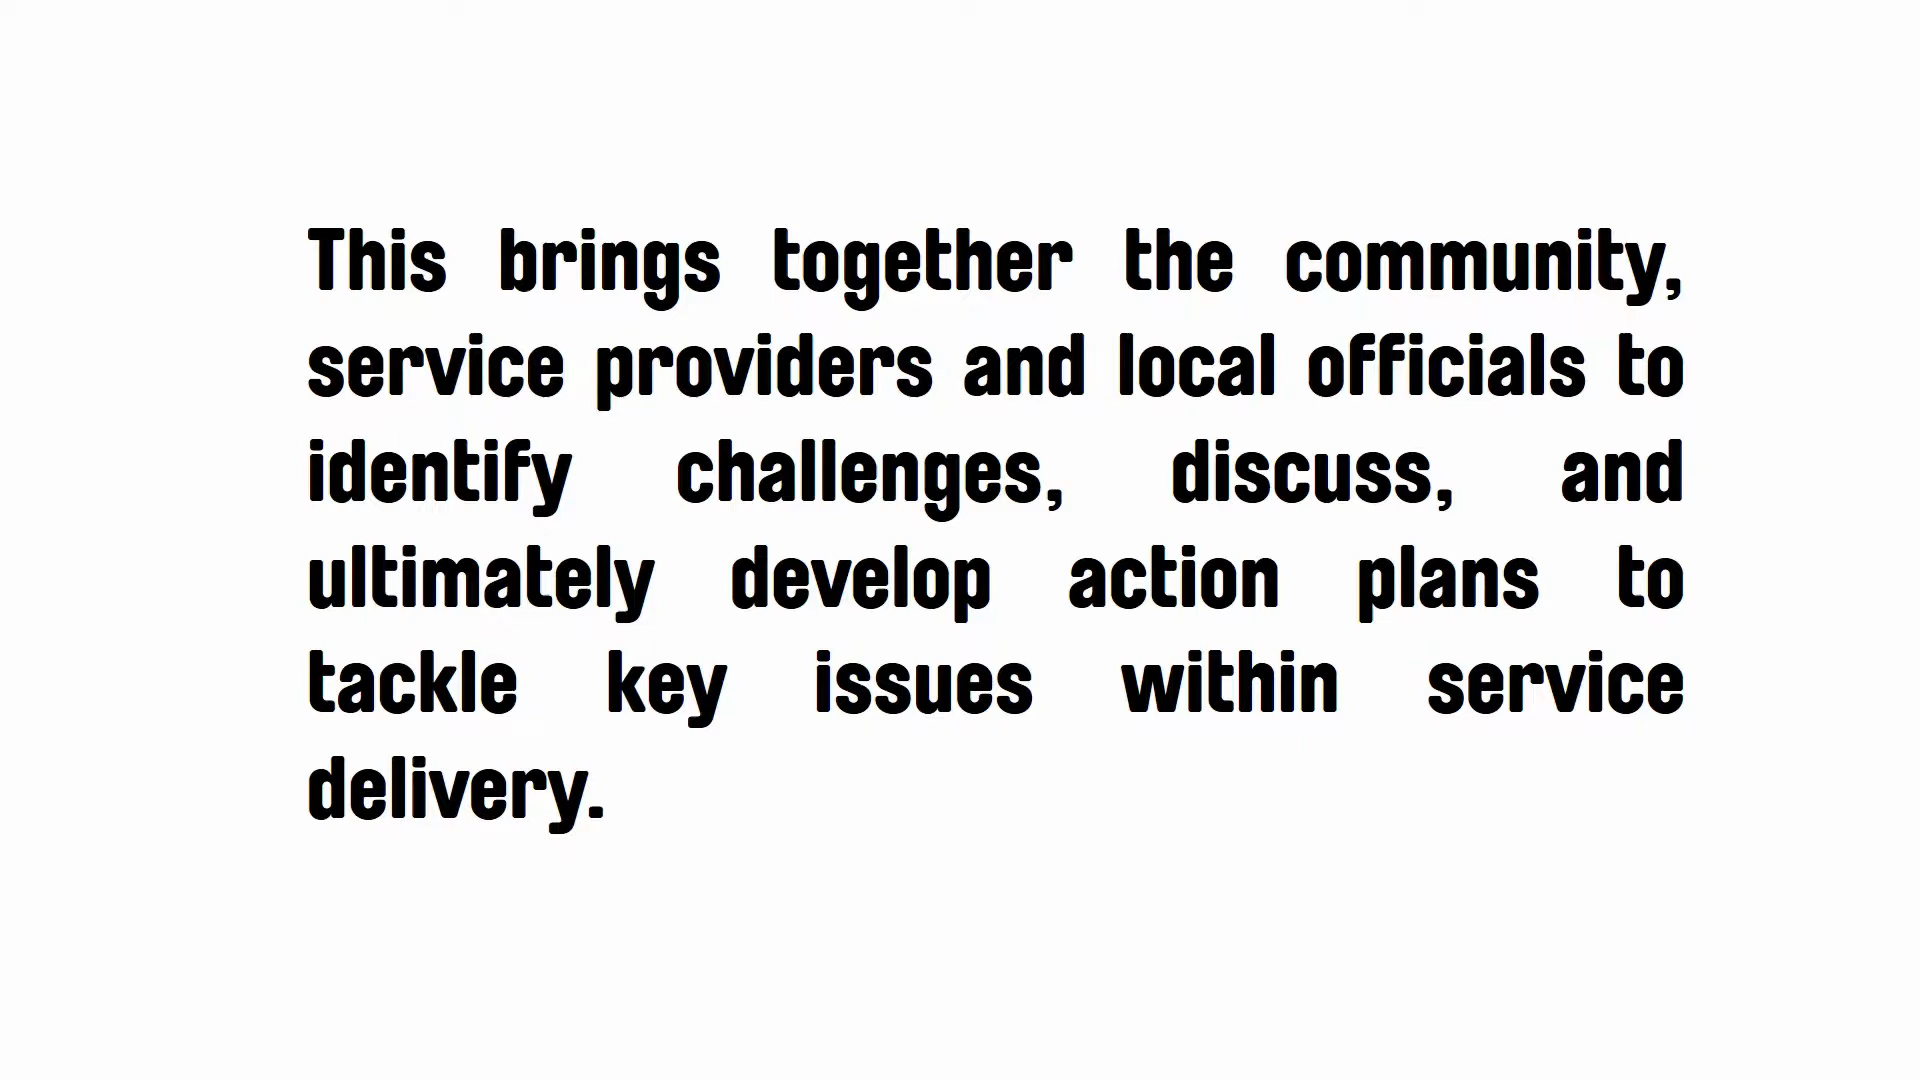 This brings together the community,
service providers and local officials to
identify challenges, discuss, and
ultimately develop action plans to
tackle key issues within service
delivery.